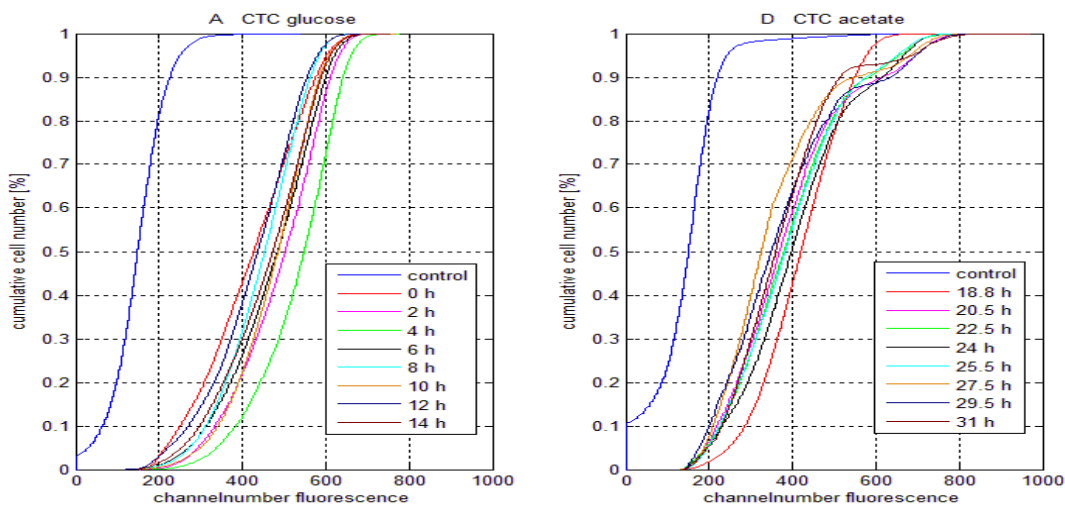 A CTC glucose
cumulative cell number [%]
1
0.9
0.8
0.7
0.6
0.5
0.4
0.3
0.2
0.1
0
0 200 400 600 800 1000
channelnumber fluorescence
control
0 h
2 h
4 h
6 h
8 h
10 h
12 h
14 h
D CTC acetate
cumulative cell number [%]
1
0.9
0.8
0.7
0.6
0.5
0.4
0.3
0.2
0.1
0
0 200 400 600 800 1000
channelnumber fluorescence
control
18.8 h
20.5 h
22.5 h
24 h
25.5 h
27.5 h
29.5 h
31 h